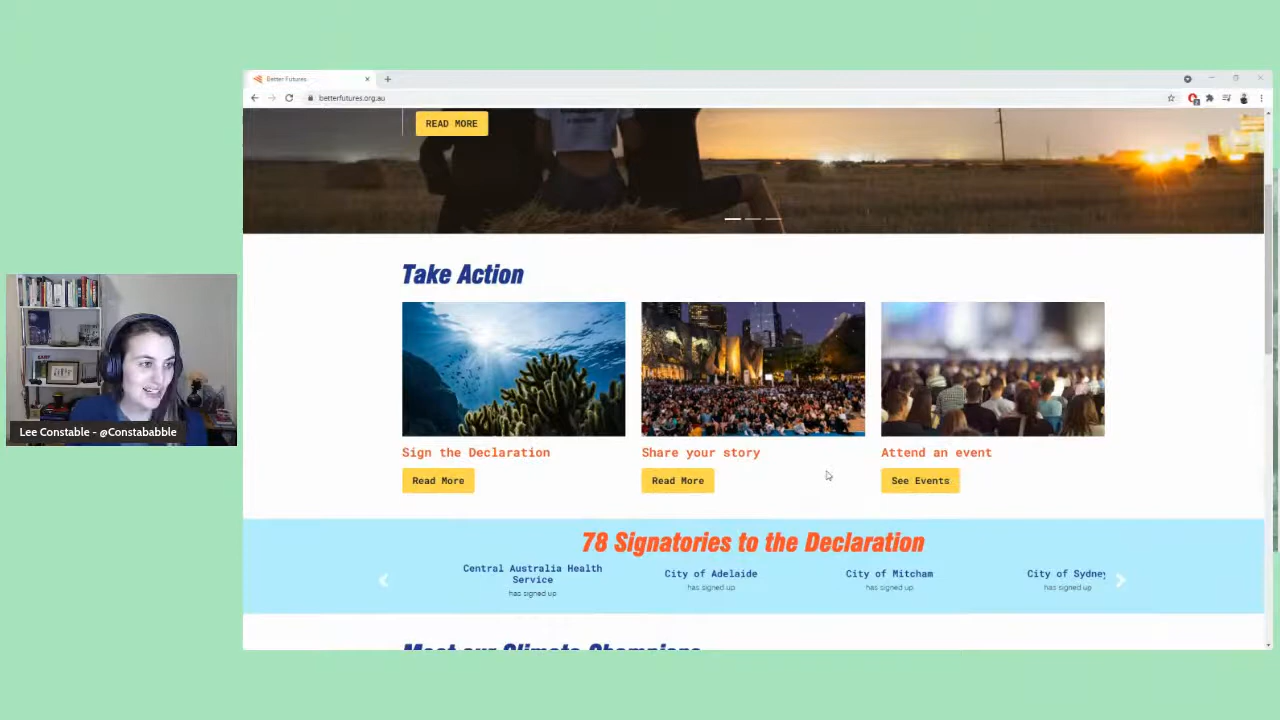 Better Futures
betterfutures.org.au
READ MORE
Take Action
Sign the Declaration
Share your story
Attend an event
Read More
Read More
See Events
78 Signatories to the Declaration
Central Australia Health
Service
has signed up
City of Adelaide
has signed up
City of Mitcham
has signed up
City of Sydney
has signed up
Meet our Climate Champions
Lee Constable - @Constababble